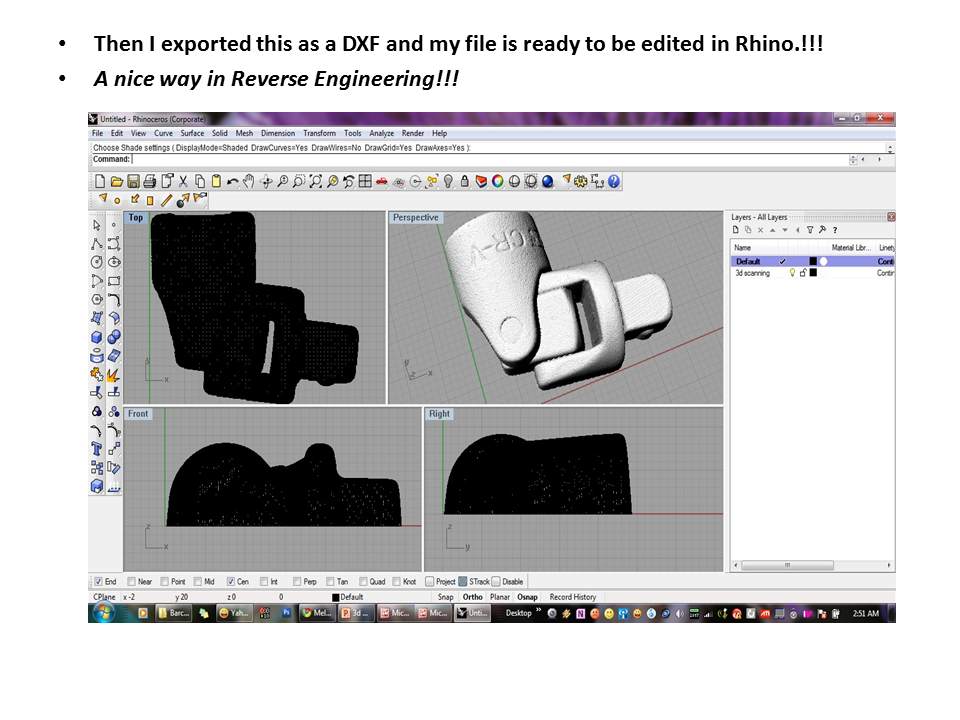 • Then I exported this as a DXF and my file is ready to be edited in Rhino.!!!
• A nice way in Reverse Engineering!!!
Untitled - Rhinoceros (Corporate)
File Edit View Curve Surface Solid Mesh Dimension Transform Tools Analyze Render Help
Choose Shade settings ( DisplayMode=Shaded DrawCurves=Yes DrawWires=No DrawGrid=Yes DrawAxes=Yes ):
Command:
Top
Perspective
Layers - All Layers
Name Material Libr... Linety
Default Conti
3d scanning Contin
CR-V
y
x
y
x
Front
Right
z
x
z
y
End Near Point Mid Cen Int Perp Tan Quad Knot Project STrack Disable
CPlane x -2 y 20 z 0 0 Default Snap Ortho Planar Osnap Record History
Barc... Yah... Mel... 3d ... Mic... Mic... Unti... Desktop » 2:51 AM